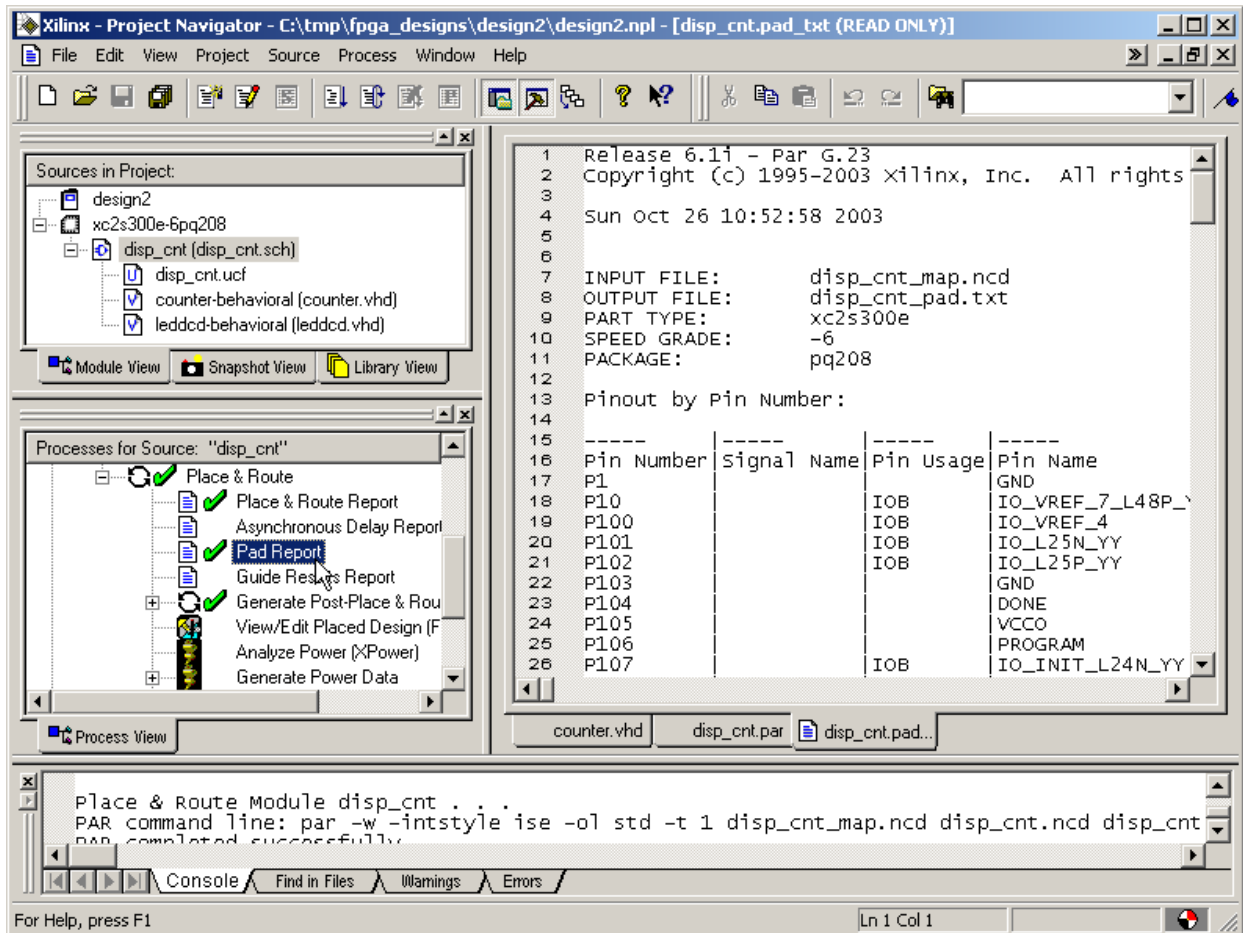 Xilinx - Project Navigator - C:\tmp\fpga_designs\design2\design2.npl - [disp_cnt.pad_txt (READ ONLY)]
File Edit View Project Source Process Window Help
Sources in Project:
design2
xc2s300e-6pq208
disp_cnt (disp_cnt.sch)
disp_cnt.ucf
counter-behavioral (counter.vhd)
leddcd-behavioral (leddcd.vhd)
Module View Snapshot View Library View
Processes for Source: "disp_cnt"
Place & Route
Place & Route Report
Asynchronous Delay Report
Pad Report
Guide Results Report
Generate Post-Place & Rou
View/Edit Placed Design (F
Analyze Power (XPower)
Generate Power Data
Process View
1 Release 6.1i - Par G.23
2 Copyright (c) 1995-2003 Xilinx, Inc. All rights
3
4 Sun Oct 26 10:52:58 2003
5
6
7 INPUT FILE: disp_cnt_map.ncd
8 OUTPUT FILE: disp_cnt_pad.txt
9 PART TYPE: xc2s300e
10 SPEED GRADE: -6
11 PACKAGE: pq208
12
13 Pinout by Pin Number:
14
15 -----|-----|-----|-----
16 Pin Number|Signal Name|Pin Usage|Pin Name
17 P1| | |GND
18 P10| |IOB|IO_VREF_7_L48P_Y
19 P100| |IOB|IO_VREF_4
20 P101| |IOB|IO_L25N_YY
21 P102| |IOB|IO_L25P_YY
22 P103| | |GND
23 P104| | |DONE
24 P105| | |VCCO
25 P106| | |PROGRAM
26 P107| |IOB|IO_INIT_L24N_YY
counter.vhd disp_cnt.par disp_cnt.pad...
Place & Route Module disp_cnt . . .
PAR command line: par -w -intstyle ise -ol std -t 1 disp_cnt_map.ncd disp_cnt.ncd disp_cnt
PAR completed successfully
Console Find in Files Warnings Errors
For Help, press F1 Ln 1 Col 1